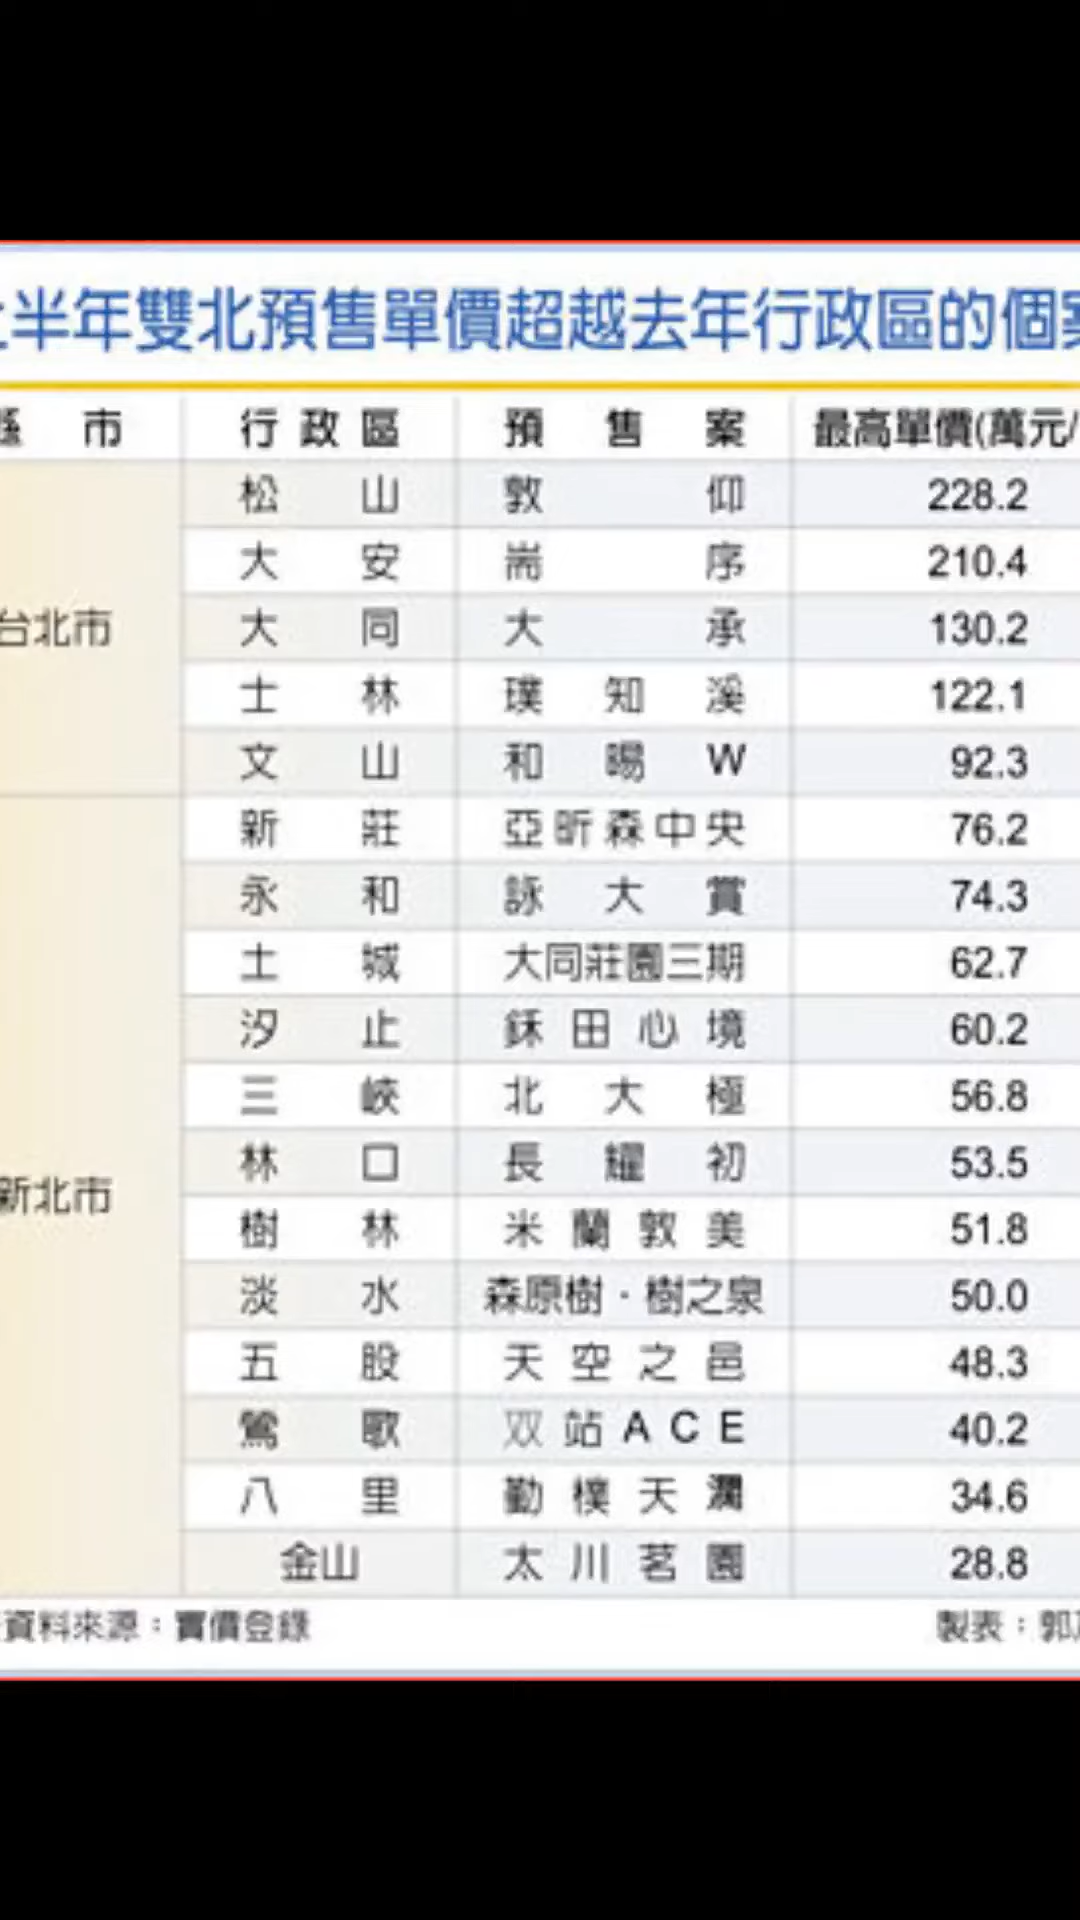 半年雙北預售單價超越去年行政區的個
縣市 行政區 預售案 最高單價(萬元/
台北市
松山 敦仰 228.2
大安 耑序 210.4
大同 大承 130.2
士林 璞知溪 122.1
文山 和暘W 92.3
新北市
新莊 亞昕森中央 76.2
永和 詠大賞 74.3
土城 大同莊園三期 62.7
汐止 鉌田心境 60.2
三峽 北大極 56.8
林口 長耀初 53.5
樹林 米蘭敦美 51.8
淡水 森原樹‧樹之泉 50.0
五股 天空之邑 48.3
鶯歌 双站ACE 40.2
八里 勤樸天瀾 34.6
金山 太川茗園 28.8
資料來源：實價登錄 製表：郭